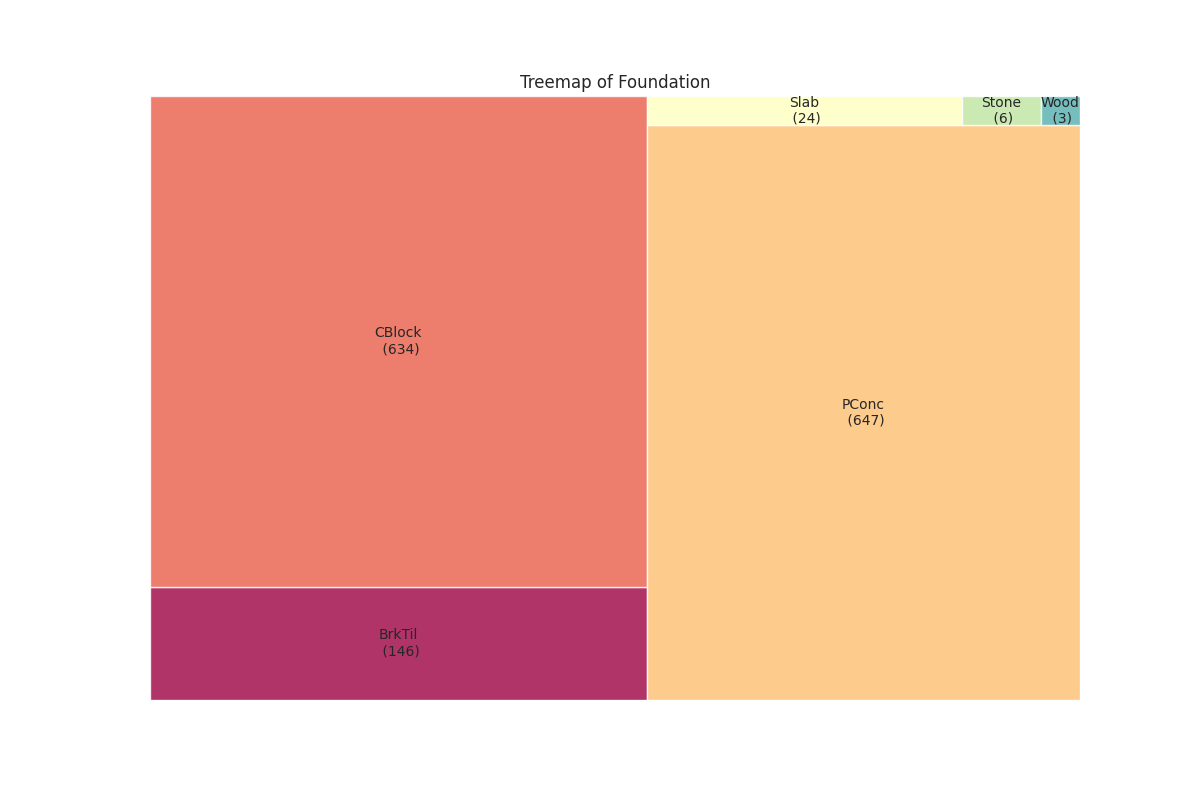 Treemap of Foundation
Slab
(24)
Stone
(6)
Wood
(3)
CBlock
(634)
PConc
(647)
BrkTil
(146)